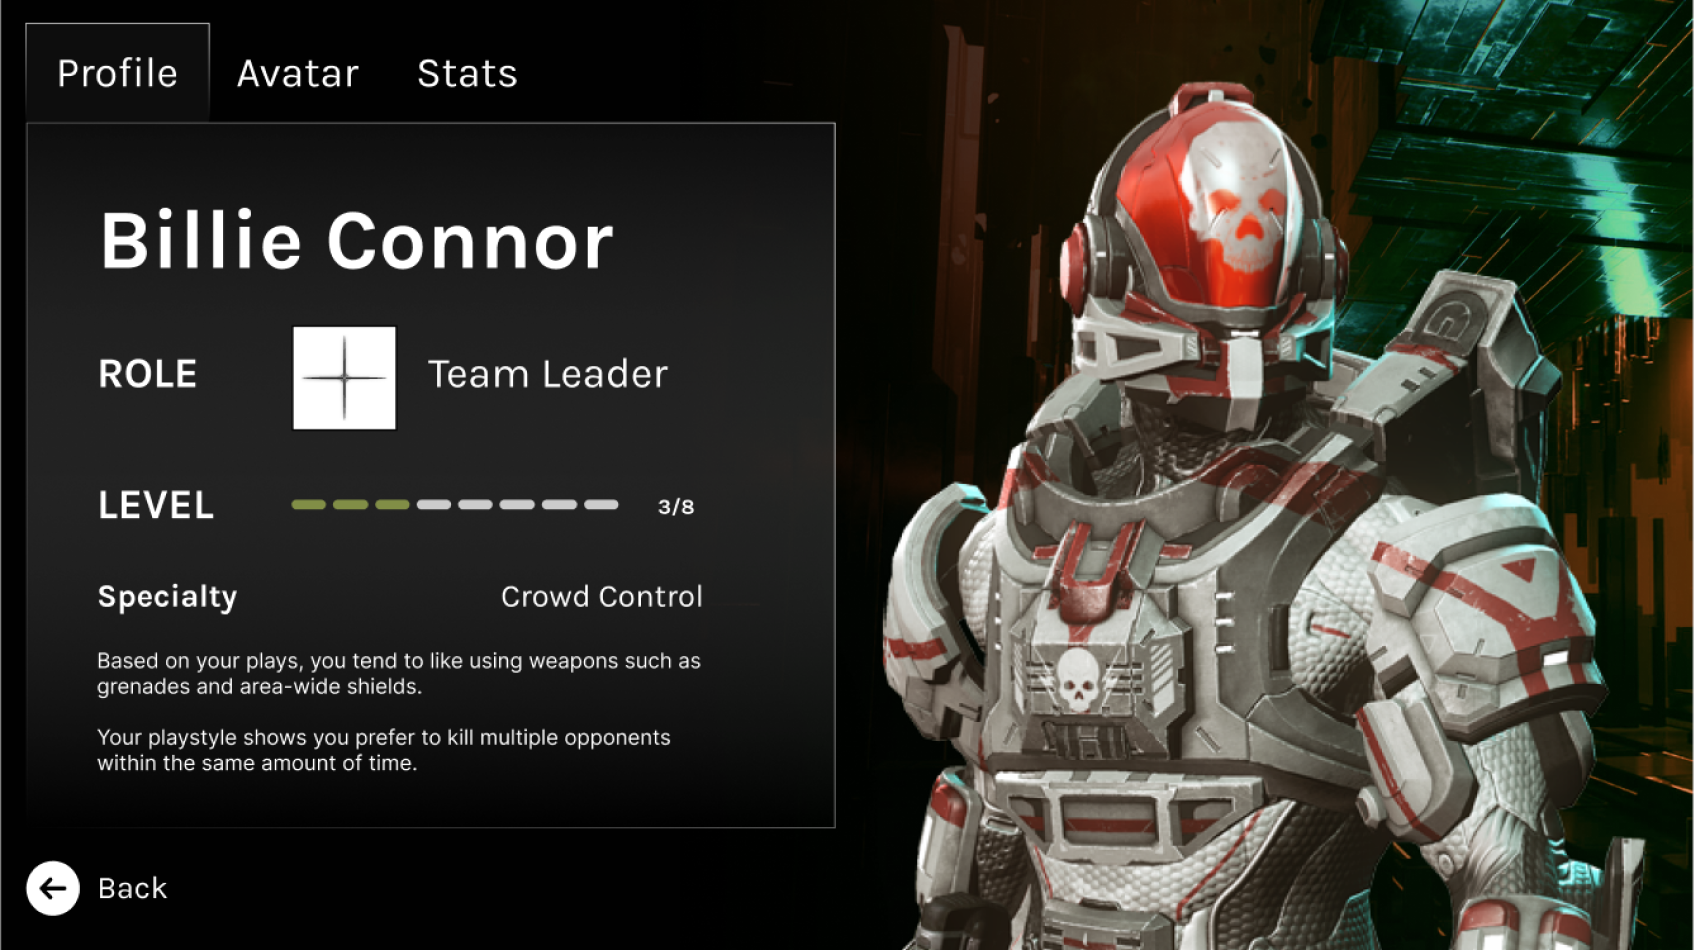 Profile Avatar Stats
Billie Connor
ROLE Team Leader
LEVEL 3/8
Specialty Crowd Control
Based on your plays, you tend to like using weapons such as
grenades and area-wide shields.
Your playstyle shows you prefer to kill multiple opponents
within the same amount of time.
Back